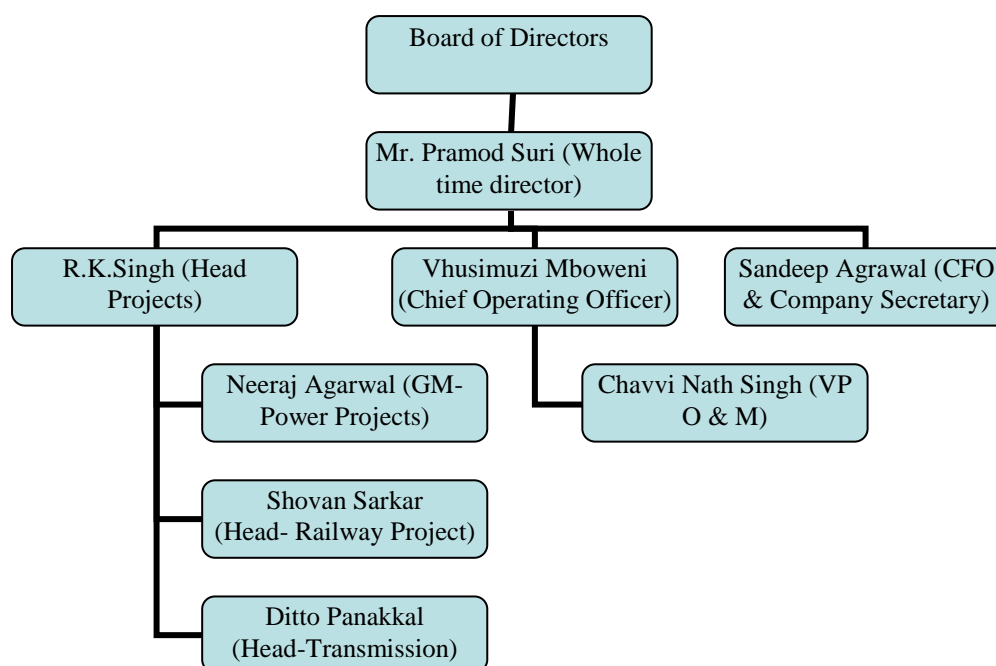 Board of Directors
Mr. Pramod Suri (Whole
time director)
R.K.Singh (Head
Projects)
Vhusimuzi Mboweni
(Chief Operating Officer)
Sandeep Agrawal (CFO
& Company Secretary)
Neeraj Agarwal (GM-
Power Projects)
Chavvi Nath Singh (VP
O & M)
Shovan Sarkar
(Head- Railway Project)
Ditto Panakkal
(Head-Transmission)